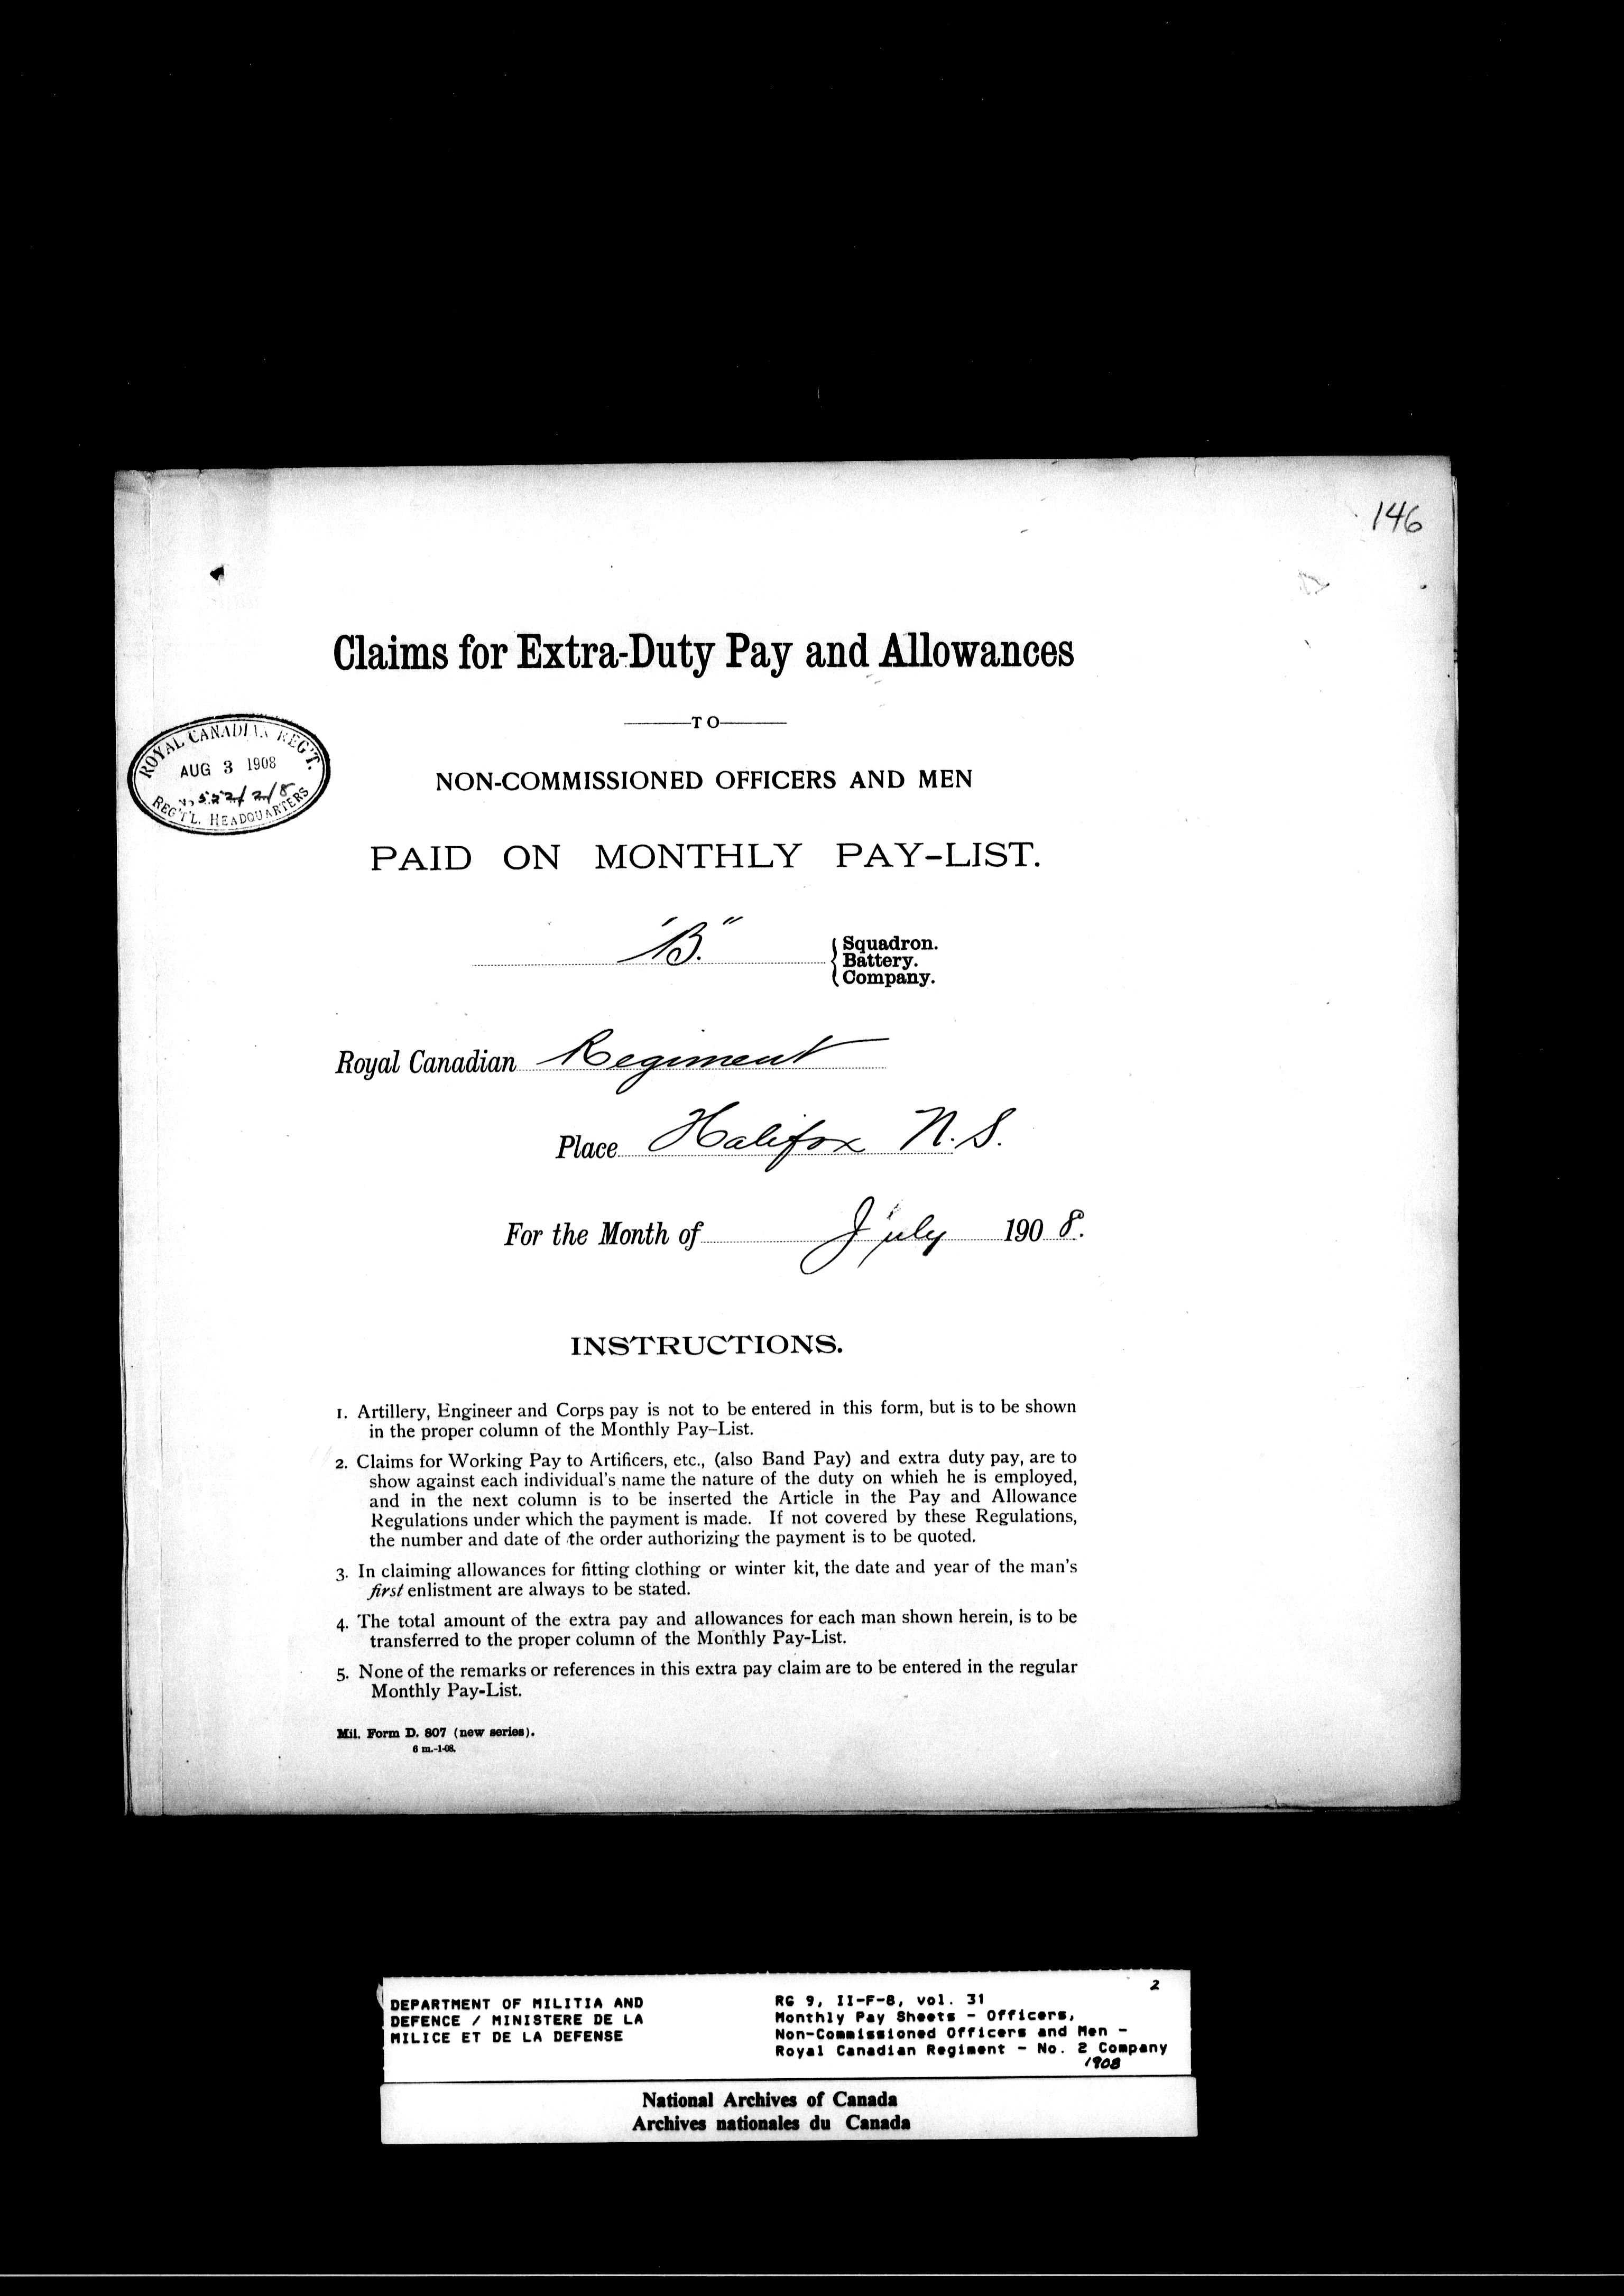 146
Claims for Extra-Duty Pay and Allowances
TO
NON-COMMISSIONED OFFICERS AND MEN
PAID ON MONTHLY PAY-LIST.
ROYAL CANADIAN REG'T.
AUG 3 1908
REG'T'L. HEADQUARTERS
"B."
Squadron.
Battery.
Company.
Royal Canadian Regiment
Place Halifax N.S.
For the Month of July 1908.
INSTRUCTIONS.
1. Artillery, Engineer and Corps pay is not to be entered in this form, but is to be shown
in the proper column of the Monthly Pay-List.
2. Claims for Working Pay to Artificers, etc., (also Band Pay) and extra duty pay, are to
show against each individual's name the nature of the duty on which he is employed,
and in the next column is to be inserted the Article in the Pay and Allowance
Regulations under which the payment is made. If not covered by these Regulations,
the number and date of the order authorizing the payment is to be quoted.
3. In claiming allowances for fitting clothing or winter kit, the date and year of the man's
first enlistment are always to be stated.
4. The total amount of the extra pay and allowances for each man shown herein, is to be
transferred to the proper column of the Monthly Pay-List.
5. None of the remarks or references in this extra pay claim are to be entered in the regular
Monthly Pay-List.
Mil. Form D. 807 (new series).
6 m.-1-08.
2
DEPARTMENT OF MILITIA AND
DEFENCE / MINISTERE DE LA
MILICE ET DE LA DEFENSE
RG 9, II-F-8, vol. 31
Monthly Pay Sheets - Officers,
Non-Commissioned Officers and Men -
Royal Canadian Regiment - No. 2 Company
1908
National Archives of Canada
Archives nationales du Canada